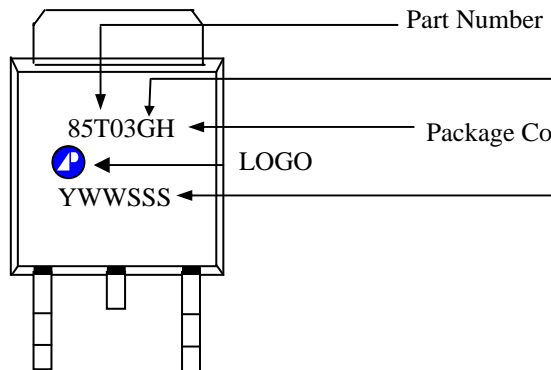 Part Number
85T03GH
Package Co
LOGO
YWWSSS